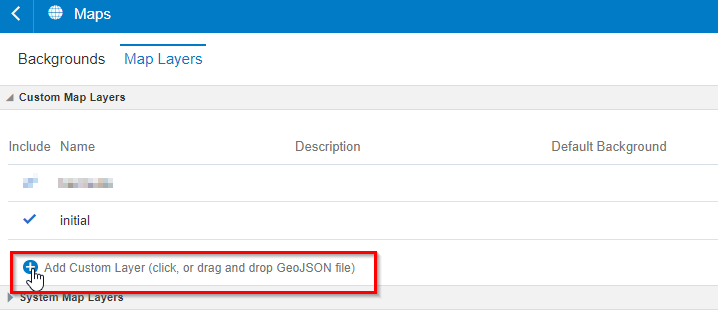 Maps
Backgrounds Map Layers
Custom Map Layers
Include Name Description Default Background
initial
Add Custom Layer (click, or drag and drop GeoJSON file)
System Map Layers